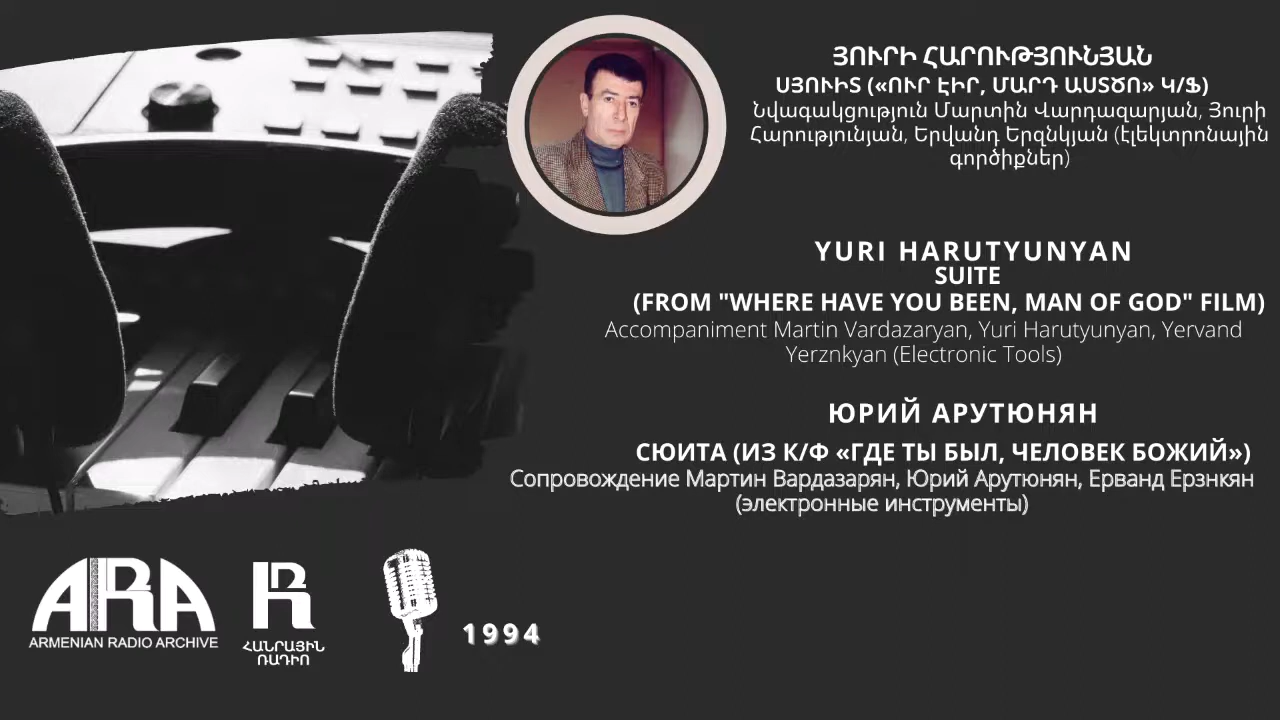 ՅՈՒՐԻ ՀԱՐՈՒԹՅՈՒՆՅԱՆ
ՍՅՈՒԻՏ («ՈՒՐ ԷԻՐ, ՄԱՐԴ ԱՍՏԾՈ» Կ/Ֆ)
Նվագակցություն Մարտին Վարդազարյան, Յուրի
Հարությունյան, Երվանդ Երզնկյան (էլեկտրոնային
գործիքներ)
YURI HARUTYUNYAN
SUITE
(FROM "WHERE HAVE YOU BEEN, MAN OF GOD" FILM)
Accompaniment Martin Vardazaryan, Yuri Harutyunyan, Yervand
Yerznkyan (Electronic Tools)
ЮРИЙ АРУТЮНЯН
СЮИТА (ИЗ К/Ф «ГДЕ ТЫ БЫЛ, ЧЕЛОВЕК БОЖИЙ»)
Сопровождение Мартин Вардазарян, Юрий Арутюнян, Ерванд Ерзнкян
(электронные инструменты)
ARA
ARMENIAN RADIO ARCHIVE
ՀԱՆՐԱՅԻՆ
ՌԱԴԻՈ
1994